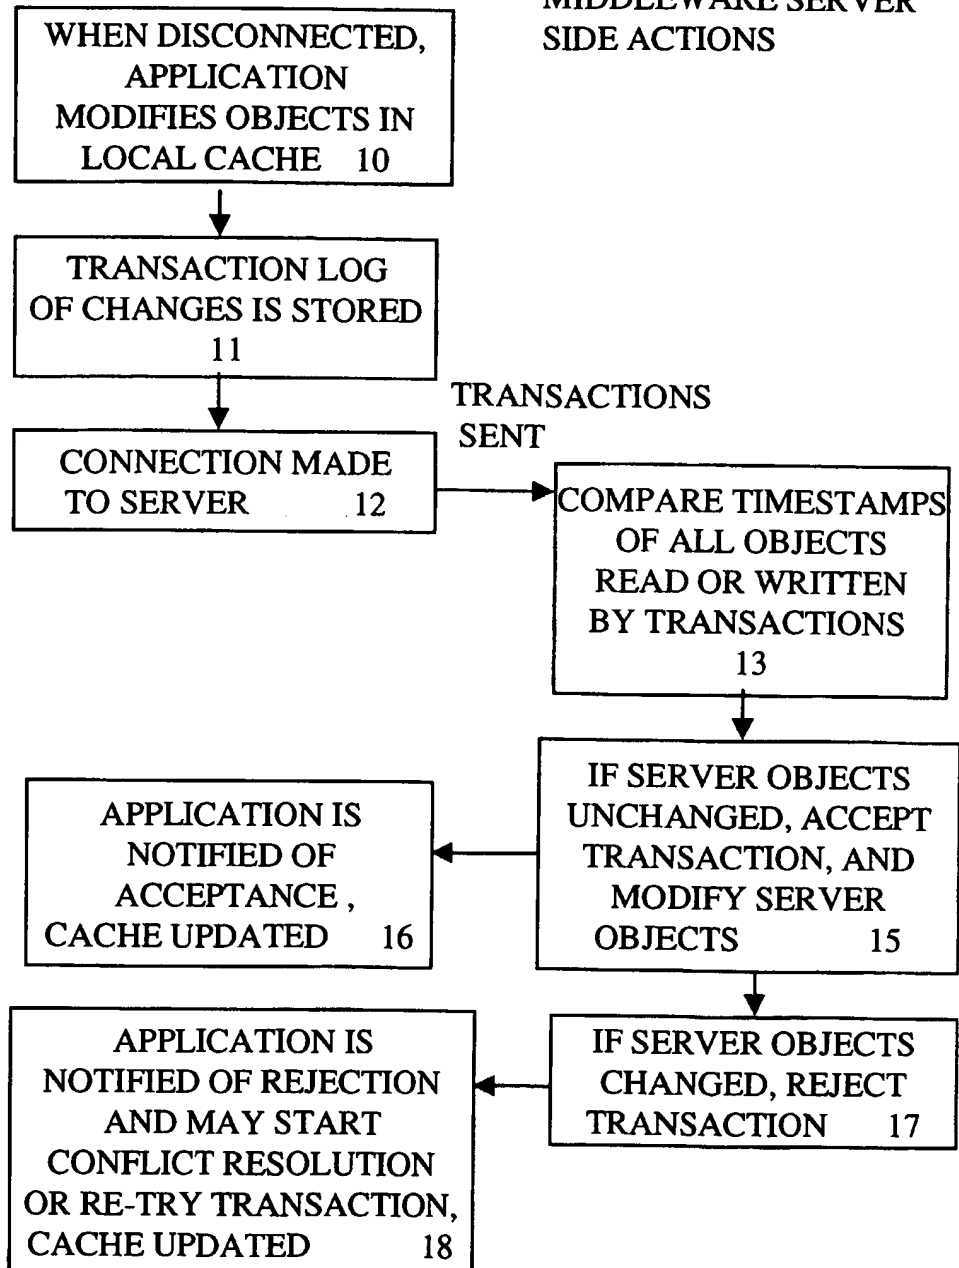 MIDDLEWARE SERVER
SIDE ACTIONS
WHEN DISCONNECTED,
APPLICATION
MODIFIES OBJECTS IN
LOCAL CACHE 10
TRANSACTION LOG
OF CHANGES IS STORED
11
TRANSACTIONS
SENT
CONNECTION MADE
TO SERVER 12
COMPARE TIMESTAMPS
OF ALL OBJECTS
READ OR WRITTEN
BY TRANSACTIONS
13
IF SERVER OBJECTS
UNCHANGED, ACCEPT
TRANSACTION, AND
MODIFY SERVER
OBJECTS 15
APPLICATION IS
NOTIFIED OF
ACCEPTANCE ,
CACHE UPDATED 16
IF SERVER OBJECTS
CHANGED, REJECT
TRANSACTION 17
APPLICATION IS
NOTIFIED OF REJECTION
AND MAY START
CONFLICT RESOLUTION
OR RE-TRY TRANSACTION,
CACHE UPDATED 18